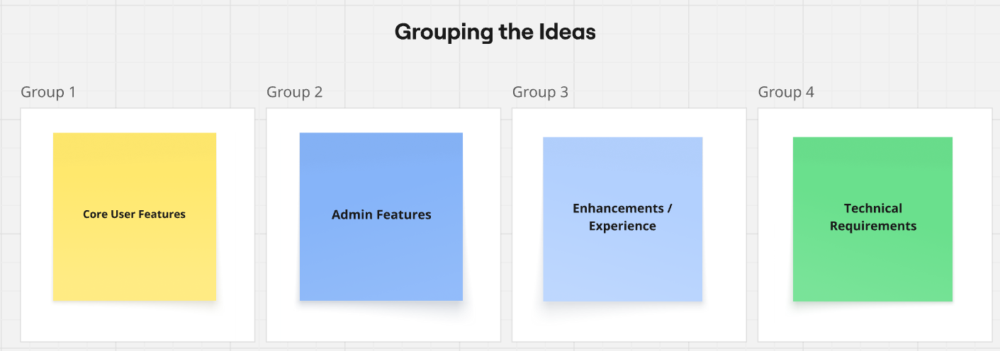 Grouping the Ideas
Group 1
Group 2
Group 3
Group 4
Core User Features
Admin Features
Enhancements /
Experience
Technical
Requirements